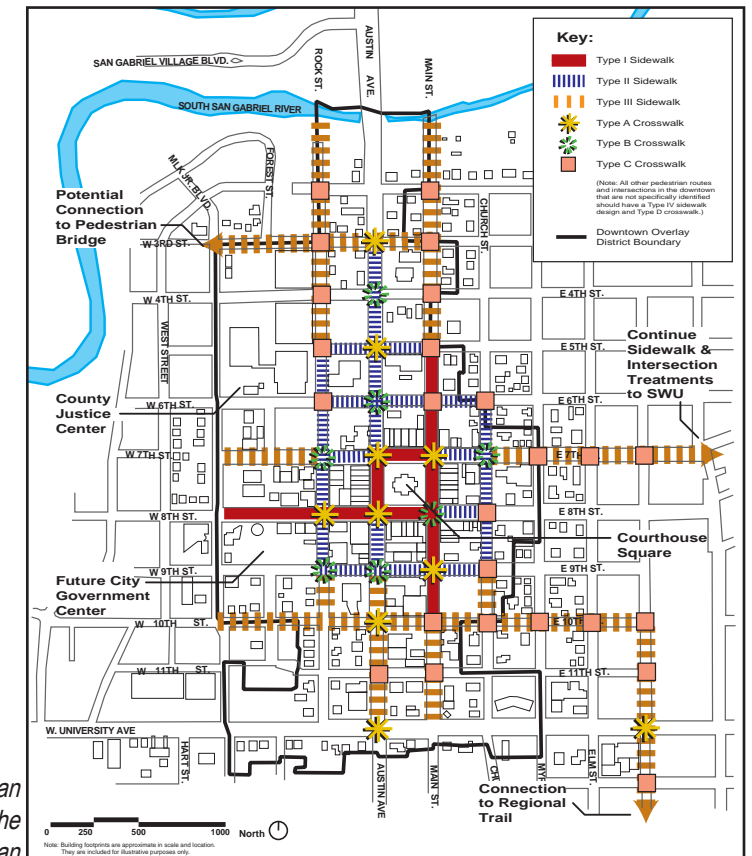 Key:
Type I Sidewalk
Type II Sidewalk
Type III Sidewalk
Type A Crosswalk
Type B Crosswalk
Type C Crosswalk
(Note: All other pedestrian routes
and intersections in the downtown
that are not specifically identified
should have a Type IV sidewalk
design and Type D crosswalk.)
Downtown Overlay
District Boundary
SAN GABRIEL VILLAGE BLVD.
ROCK ST.
AUSTIN AVE.
MAIN ST.
SOUTH SAN GABRIEL RIVER
MLK JR. BLVD.
FOREST ST.
CHURCH ST.
Potential
Connection
to Pedestrian
Bridge
W 3RD ST.
W 4TH ST.
E 4TH ST.
WEST STREET
E 5TH ST.
Continue
Sidewalk &
Intersection
Treatments
to SWU
County
Justice
Center
W 6TH ST.
E 6TH ST.
W 7TH ST.
E 7TH
W 8TH ST.
E 8TH ST.
Courthouse
Square
W 9TH ST.
E 9TH ST.
Future City
Government
Center
W 10TH ST.
E 10TH ST.
W 11TH ST.
E 11TH ST.
W. UNIVERSITY AVE
HART ST.
AUSTIN AVE
MAIN ST.
CH
MY
ELM ST.
Connection
to Regional
Trail
an
he
an
0 250 500 1000 North
Note: Building footprints are approximate in scale and location.
They are included for illustrative purposes only.